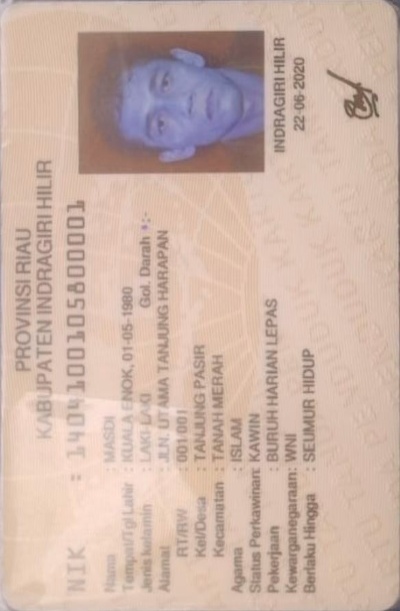 PROVINSI RIAU
KABUPATEN INDRAGIRI HILIR
NIK : 1404100105800001
Nama : MASDI
Tempat/Tgl Lahir : KUALA ENOK, 01-05-1980
Jenis kelamin : LAKI-LAKI Gol. Darah :-
Alamat : JLN. UTAMA TANJUNG HARAPAN
RT/RW : 001/001
Kel/Desa : TANJUNG PASIR
Kecamatan : TANAH MERAH
Agama : ISLAM
Status Perkawinan: KAWIN
Pekerjaan : BURUH HARIAN LEPAS
Kewarganegaraan: WNI
Berlaku Hingga : SEUMUR HIDUP
INDRAGIRI HILIR
22-06-2020